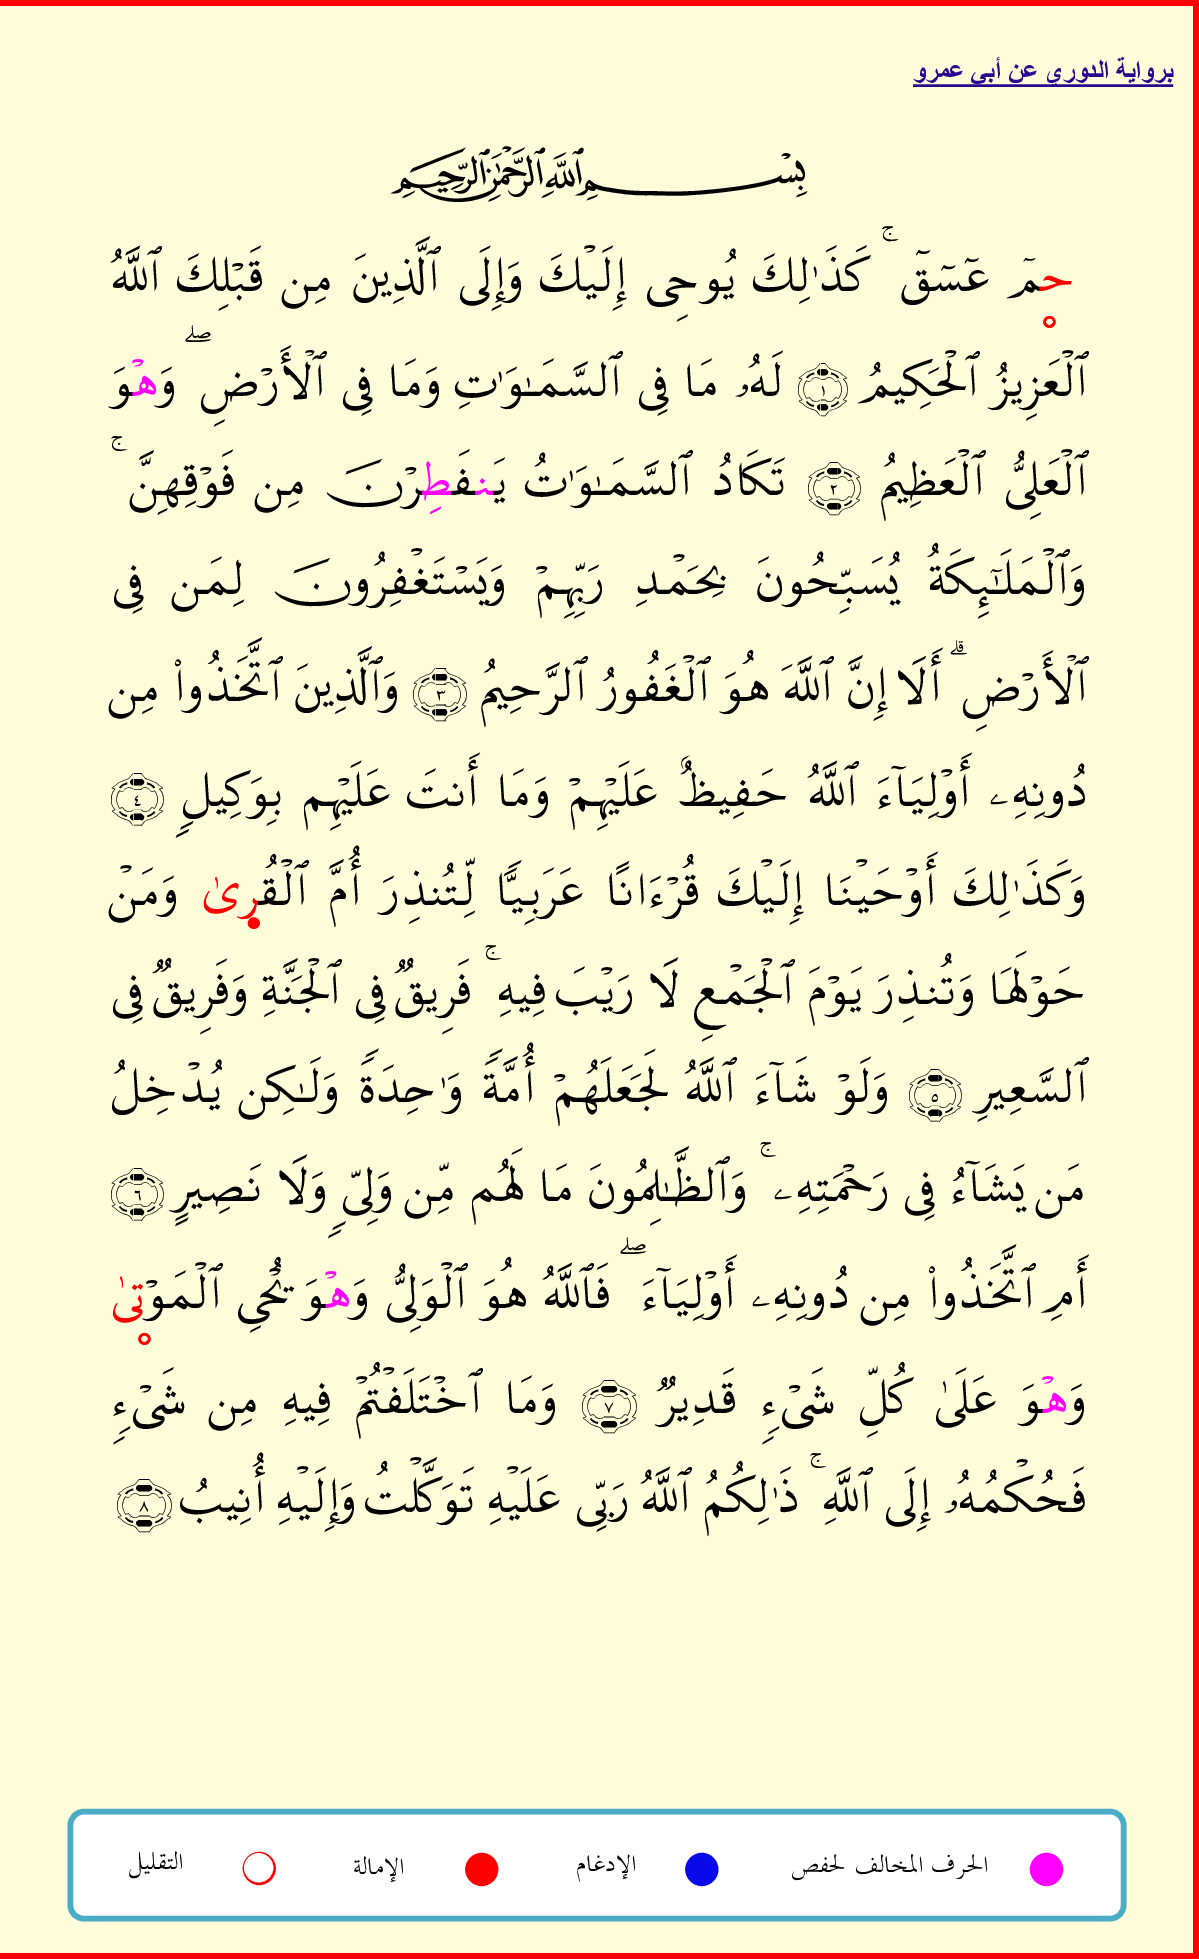 برواية الدوري عن أبي عمرو
بِسْمِ ٱللَّهِ ٱلرَّحْمَٰنِ ٱلرَّحِيمِ
حمٓ عٓسٓقٓ ۚ كَذَٰلِكَ يُوحِى إِلَيْكَ وَإِلَى ٱلَّذِينَ مِن قَبْلِكَ ٱللَّهُ
ٱلْعَزِيزُ ٱلْحَكِيمُ ١ لَهُۥ مَا فِى ٱلسَّمَٰوَٰتِ وَمَا فِى ٱلْأَرْضِ ۖ وَهْوَ
ٱلْعَلِىُّ ٱلْعَظِيمُ ٢ تَكَادُ ٱلسَّمَٰوَٰتُ يَنفَطِرْنَ مِن فَوْقِهِنَّ ۚ
وَٱلْمَلَٰٓئِكَةُ يُسَبِّحُونَ بِحَمْدِ رَبِّهِمْ وَيَسْتَغْفِرُونَ لِمَن فِى
ٱلْأَرْضِ ۗ أَلَا إِنَّ ٱللَّهَ هُوَ ٱلْغَفُورُ ٱلرَّحِيمُ ٣ وَٱلَّذِينَ ٱتَّخَذُوا۟ مِن
دُونِهِۦ أَوْلِيَآءَ ٱللَّهُ حَفِيظٌ عَلَيْهِمْ وَمَا أَنتَ عَلَيْهِم بِوَكِيلٍ ٤
وَكَذَٰلِكَ أَوْحَيْنَا إِلَيْكَ قُرْءَانًا عَرَبِيًّا لِّتُنذِرَ أُمَّ ٱلْقُرِىٰ وَمَنْ
حَوْلَهَا وَتُنذِرَ يَوْمَ ٱلْجَمْعِ لَا رَيْبَ فِيهِ ۚ فَرِيقٌ فِى ٱلْجَنَّةِ وَفَرِيقٌ فِى
ٱلسَّعِيرِ ٥ وَلَوْ شَآءَ ٱللَّهُ لَجَعَلَهُمْ أُمَّةً وَٰحِدَةً وَلَٰكِن يُدْخِلُ
مَن يَشَآءُ فِى رَحْمَتِهِۦ ۚ وَٱلظَّٰلِمُونَ مَا لَهُم مِّن وَلِىٍّ وَلَا نَصِيرٍ ٦
أَمِ ٱتَّخَذُوا۟ مِن دُونِهِۦ أَوْلِيَآءَ ۖ فَٱللَّهُ هُوَ ٱلْوَلِىُّ وَهْوَ يُحْىِ ٱلْمَوْتىٰ
وَهْوَ عَلَىٰ كُلِّ شَىْءٍ قَدِيرٌ ٧ وَمَا ٱخْتَلَفْتُمْ فِيهِ مِن شَىْءٍ
فَحُكْمُهُۥ إِلَى ٱللَّهِ ۚ ذَٰلِكُمُ ٱللَّهُ رَبِّى عَلَيْهِ تَوَكَّلْتُ وَإِلَيْهِ أُنِيبُ ٨
الحرف المخالف لحفص الإدغام الإمالة التقليل